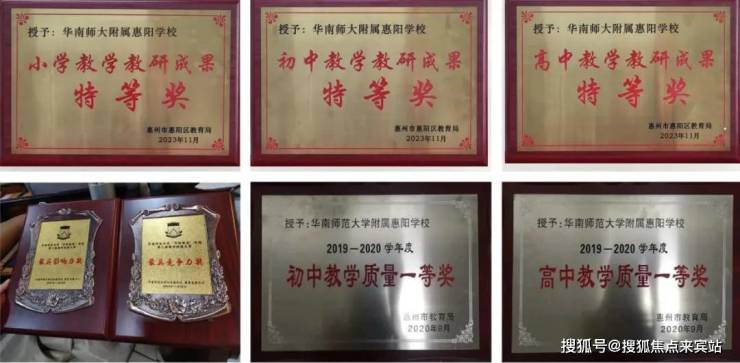 授予：华南师大附属惠阳学校
小学教学教研成果
特等奖
惠州市惠阳区教育局
2023年11月
授予：华南师大附属惠阳学校
初中教学教研成果
特等奖
惠州市惠阳区教育局
2023年11月
授予：华南师大附属惠阳学校
高中教学教研成果
特等奖
惠州市惠阳区教育局
2023年11月
最具影响力奖
最具竞争力奖
授予：华南师范大学附属惠阳学校
2019－2020学年度
初中教学质量一等奖
惠州市教育局
2020年9月
授予：华南师范大学附属惠阳学校
2019－2020学年度
高中教学质量一等奖
惠州市教育局
2020年9月
搜狐号@搜狐焦点来宾站